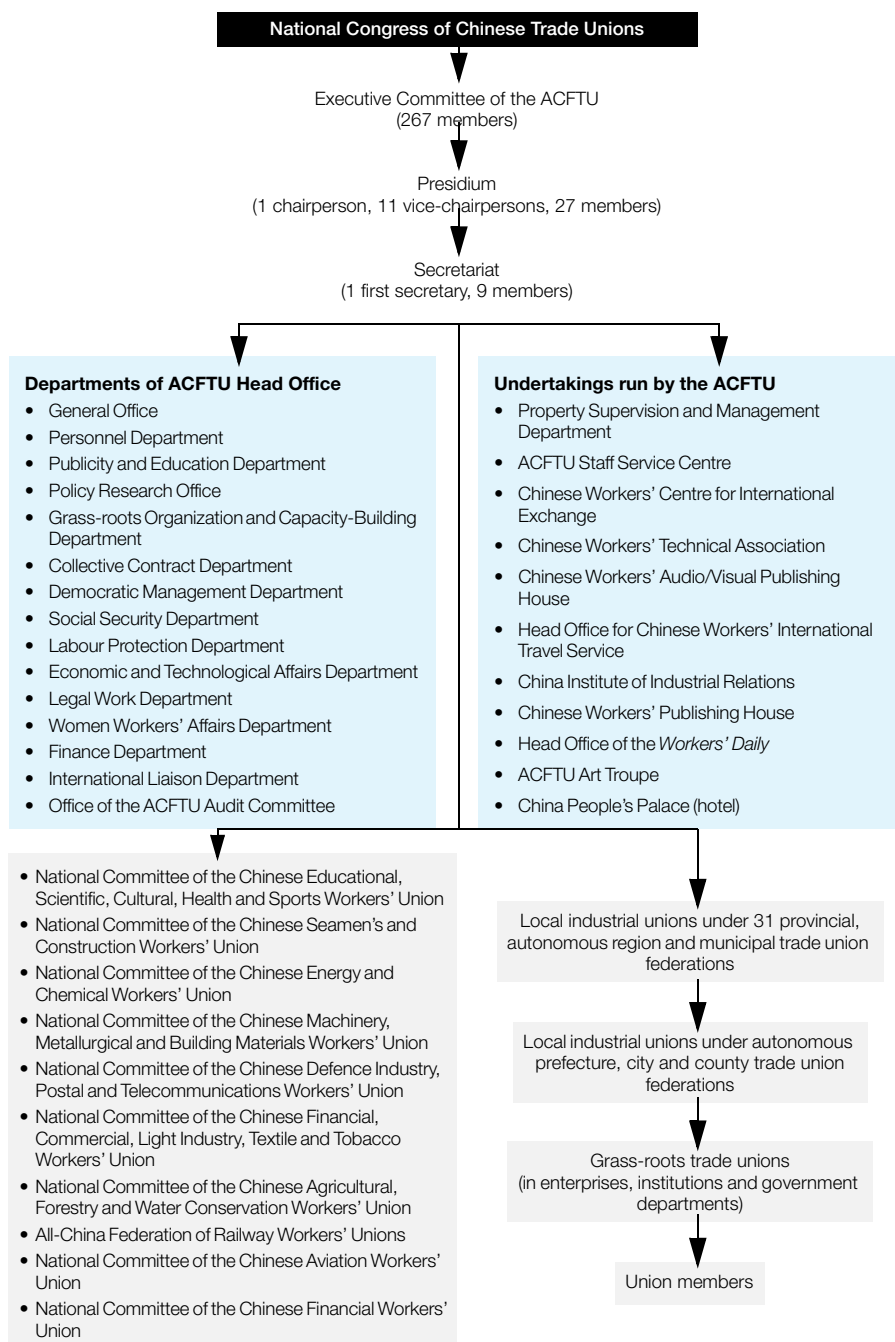 National Congress of Chinese Trade Unions
Executive Committee of the ACFTU
(267 members)
Presidium
(1 chairperson, 11 vice-chairpersons, 27 members)
Secretariat
(1 first secretary, 9 members)
Departments of ACFTU Head Office
• General Office
• Personnel Department
• Publicity and Education Department
• Policy Research Office
• Grass-roots Organization and Capacity-Building
Department
• Collective Contract Department
• Democratic Management Department
• Social Security Department
• Labour Protection Department
• Economic and Technological Affairs Department
• Legal Work Department
• Women Workers' Affairs Department
• Finance Department
• International Liaison Department
• Office of the ACFTU Audit Committee
Undertakings run by the ACFTU
• Property Supervision and Management
Department
• ACFTU Staff Service Centre
• Chinese Workers' Centre for International
Exchange
• Chinese Workers' Technical Association
• Chinese Workers' Audio/Visual Publishing
House
• Head Office for Chinese Workers' International
Travel Service
• China Institute of Industrial Relations
• Chinese Workers' Publishing House
• Head Office of the Workers' Daily
• ACFTU Art Troupe
• China People's Palace (hotel)
• National Committee of the Chinese Educational,
Scientific, Cultural, Health and Sports Workers' Union
• National Committee of the Chinese Seamen's and
Construction Workers' Union
• National Committee of the Chinese Energy and
Chemical Workers' Union
• National Committee of the Chinese Machinery,
Metallurgical and Building Materials Workers' Union
• National Committee of the Chinese Defence Industry,
Postal and Telecommunications Workers' Union
• National Committee of the Chinese Financial,
Commercial, Light Industry, Textile and Tobacco
Workers' Union
• National Committee of the Chinese Agricultural,
Forestry and Water Conservation Workers' Union
• All-China Federation of Railway Workers' Unions
• National Committee of the Chinese Aviation Workers'
Union
• National Committee of the Chinese Financial Workers'
Union
Local industrial unions under 31 provincial,
autonomous region and municipal trade union
federations
Local industrial unions under autonomous
prefecture, city and county trade union
federations
Grass-roots trade unions
(in enterprises, institutions and government
departments)
Union members